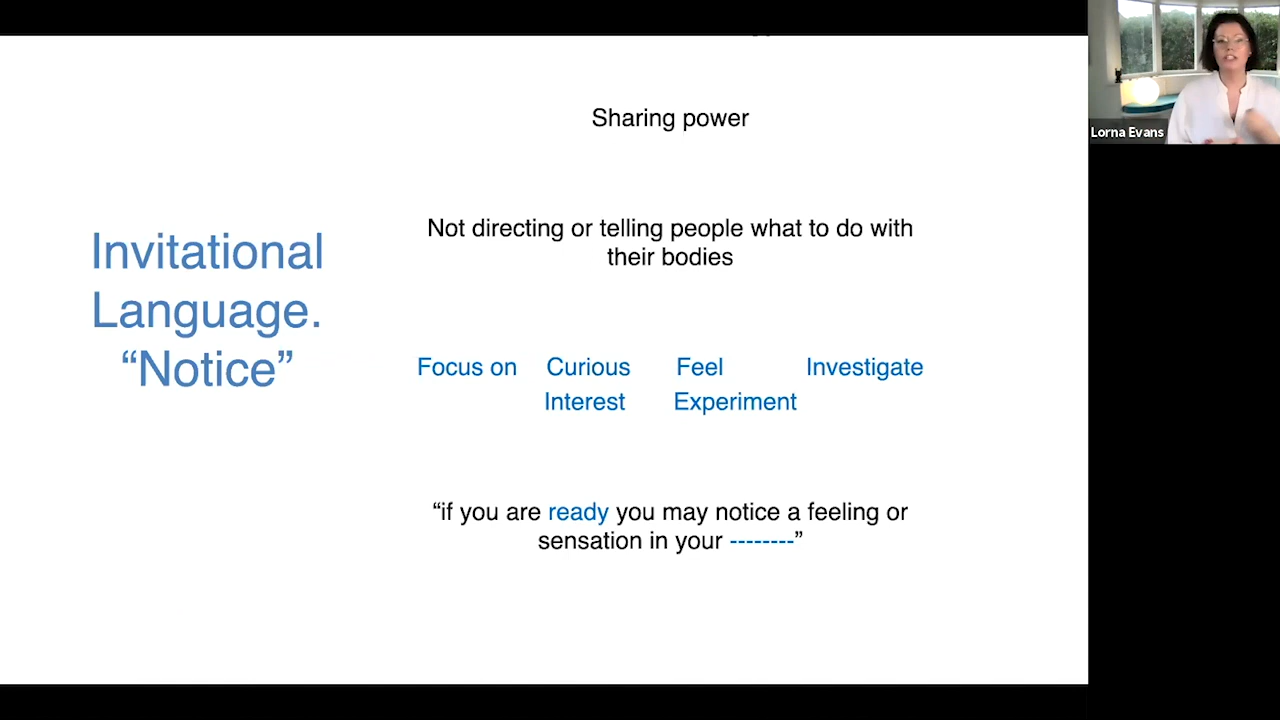 Invitational
Language.
“Notice”
Sharing power
Not directing or telling people what to do with
their bodies
Focus on Curious Feel Investigate
Interest Experiment
“if you are ready you may notice a feeling or
sensation in your --------”
Lorna Evans